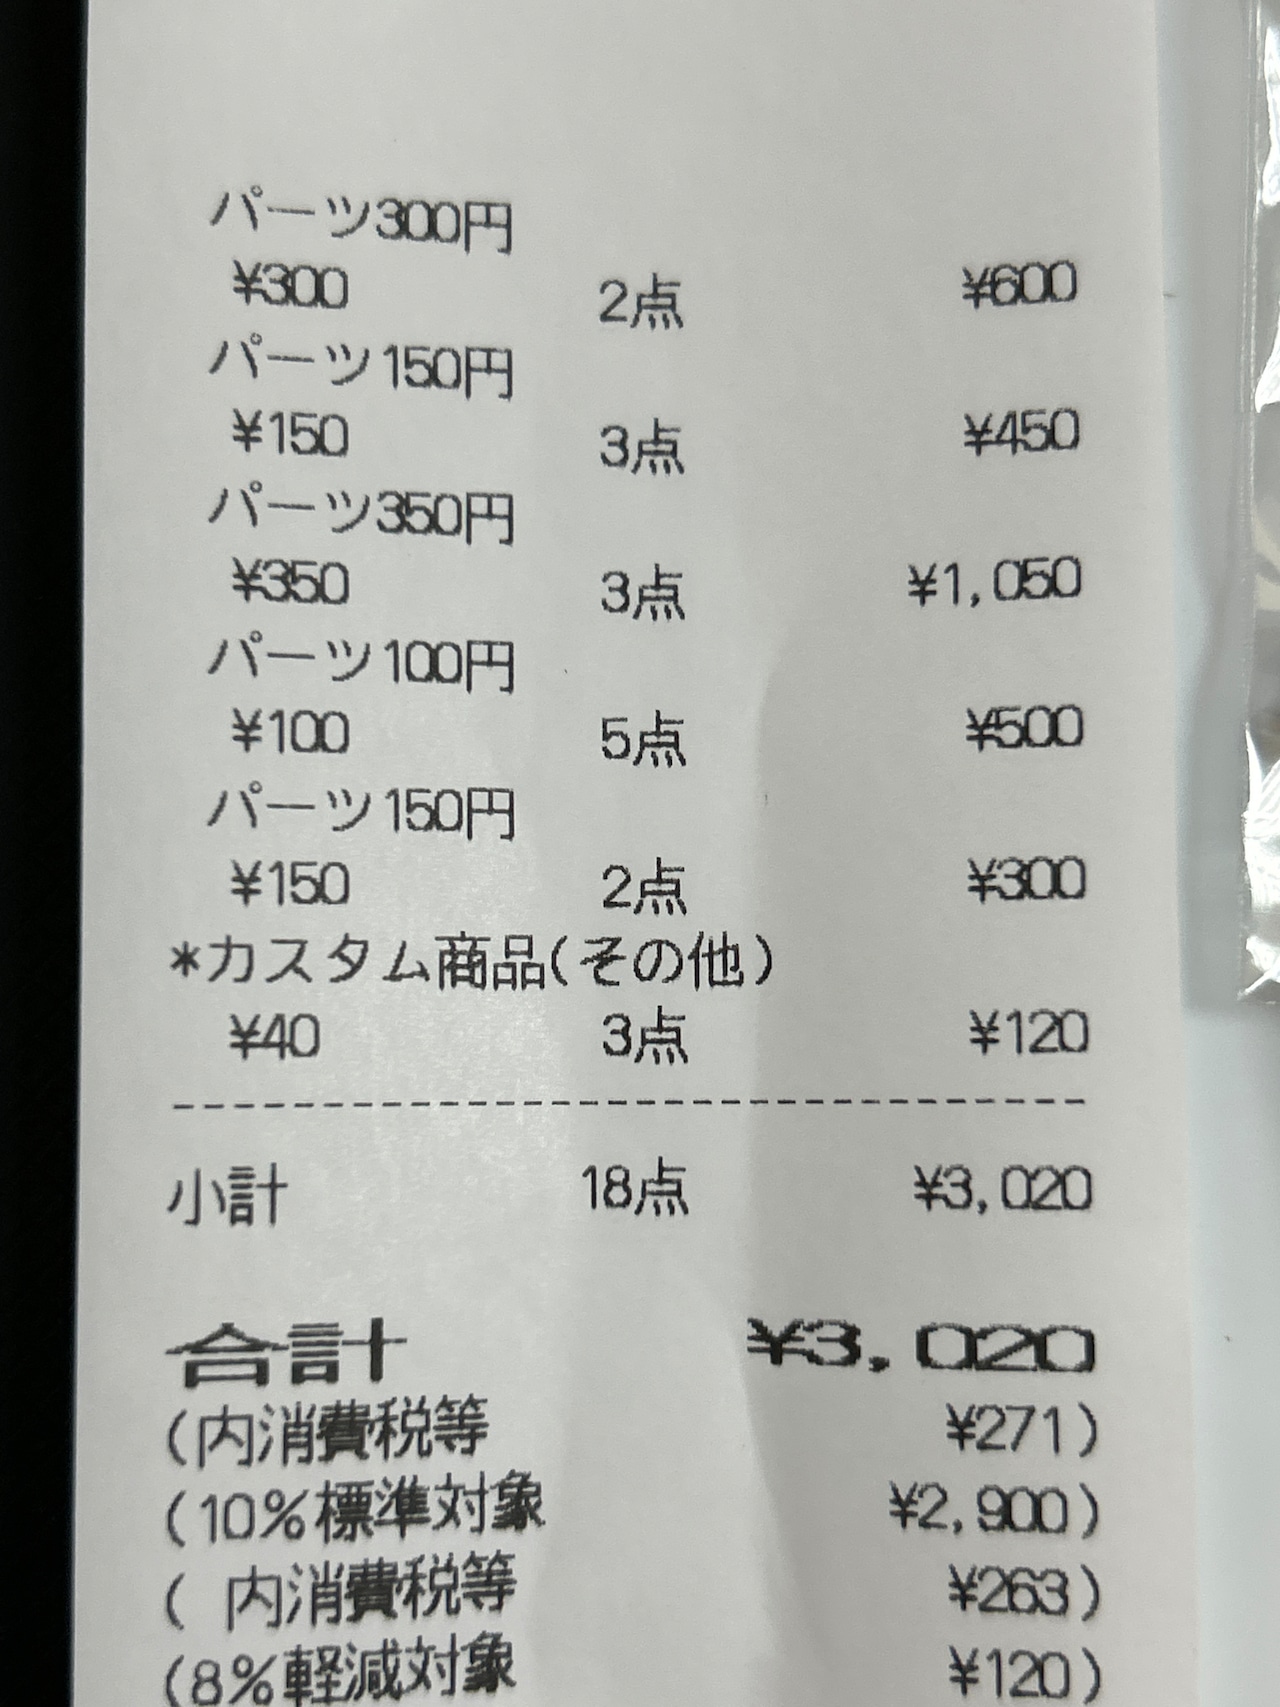 パーツ300円
¥300 2点 ¥600
パーツ150円
¥150 3点 ¥450
パーツ350円
¥350 3点 ¥1,050
パーツ100円
¥100 5点 ¥500
パーツ150円
¥150 2点 ¥300
*カスタム商品(その他)
¥40 3点 ¥120
--------------------------------
小計 18点 ¥3,020
合計 ¥3,020
(内消費税等 ¥271)
(10%標準対象 ¥2,900)
( 内消費税等 ¥263)
(8%軽減対象 ¥120)